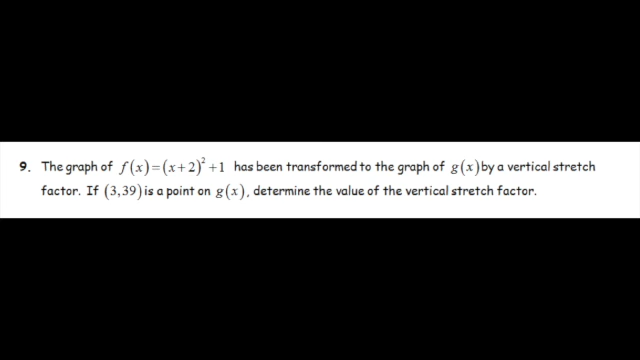 9. The graph of f(x)=(x+2)²+1 has been transformed to the graph of g(x)by a vertical stretch
factor. If (3,39)is a point on g(x), determine the value of the vertical stretch factor.